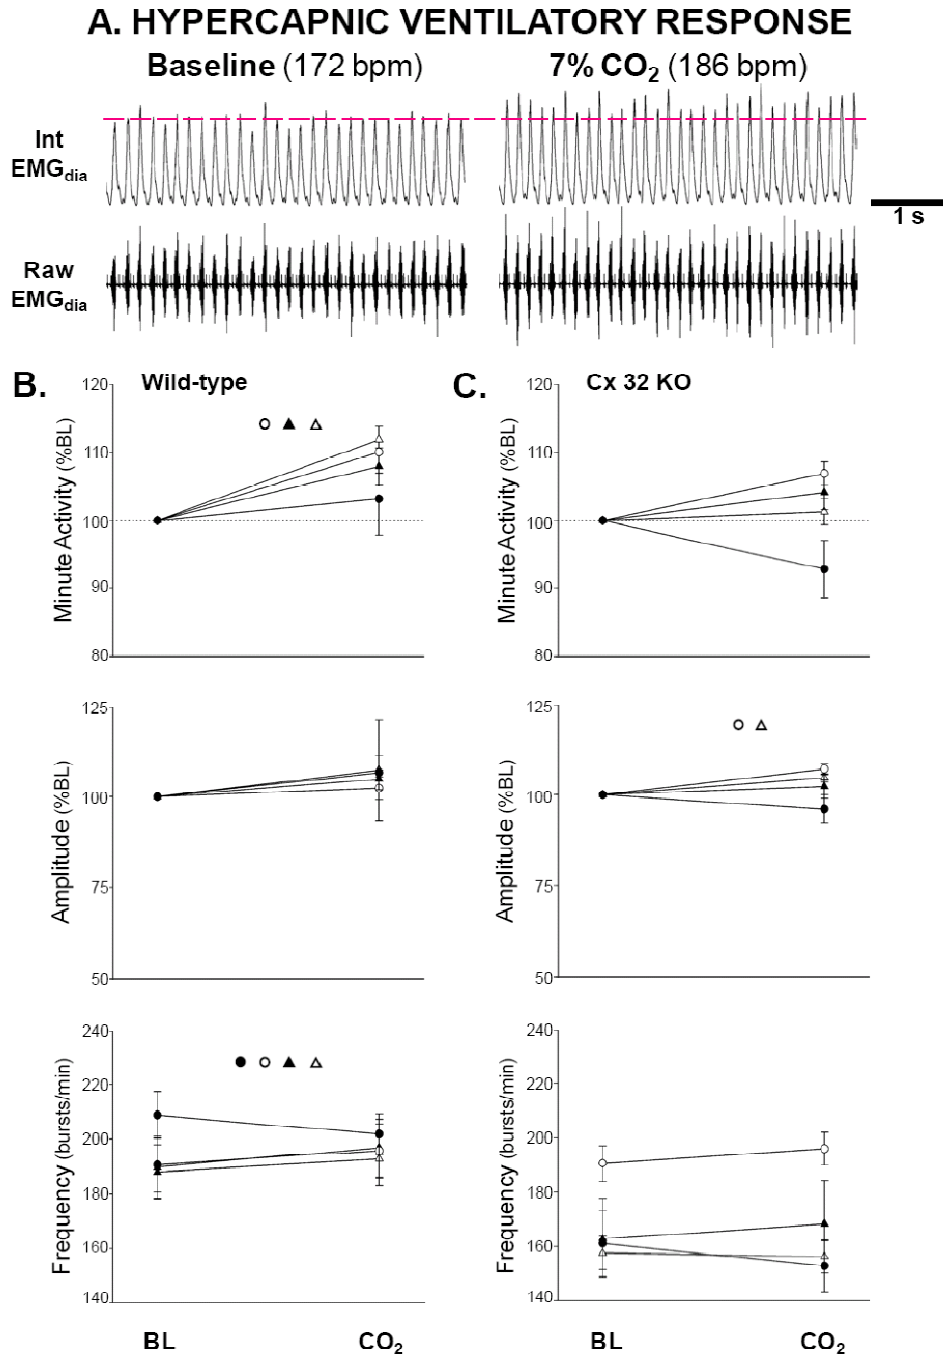 A. HYPERCAPNIC VENTILATORY RESPONSE
Baseline (172 bpm)
7% CO₂ (186 bpm)
Int
EMGdia
1 s
Raw
EMGdia
B.
Wild-type
C.
Cx 32 KO
Minute Activity (%BL)
120
110
100
90
80
Minute Activity (%BL)
120
110
100
90
80
Amplitude (%BL)
125
100
75
50
Amplitude (%BL)
125
100
75
50
Frequency (bursts/min)
240
220
200
180
160
140
Frequency (bursts/min)
240
220
200
180
160
140
BL
CO₂
BL
CO₂